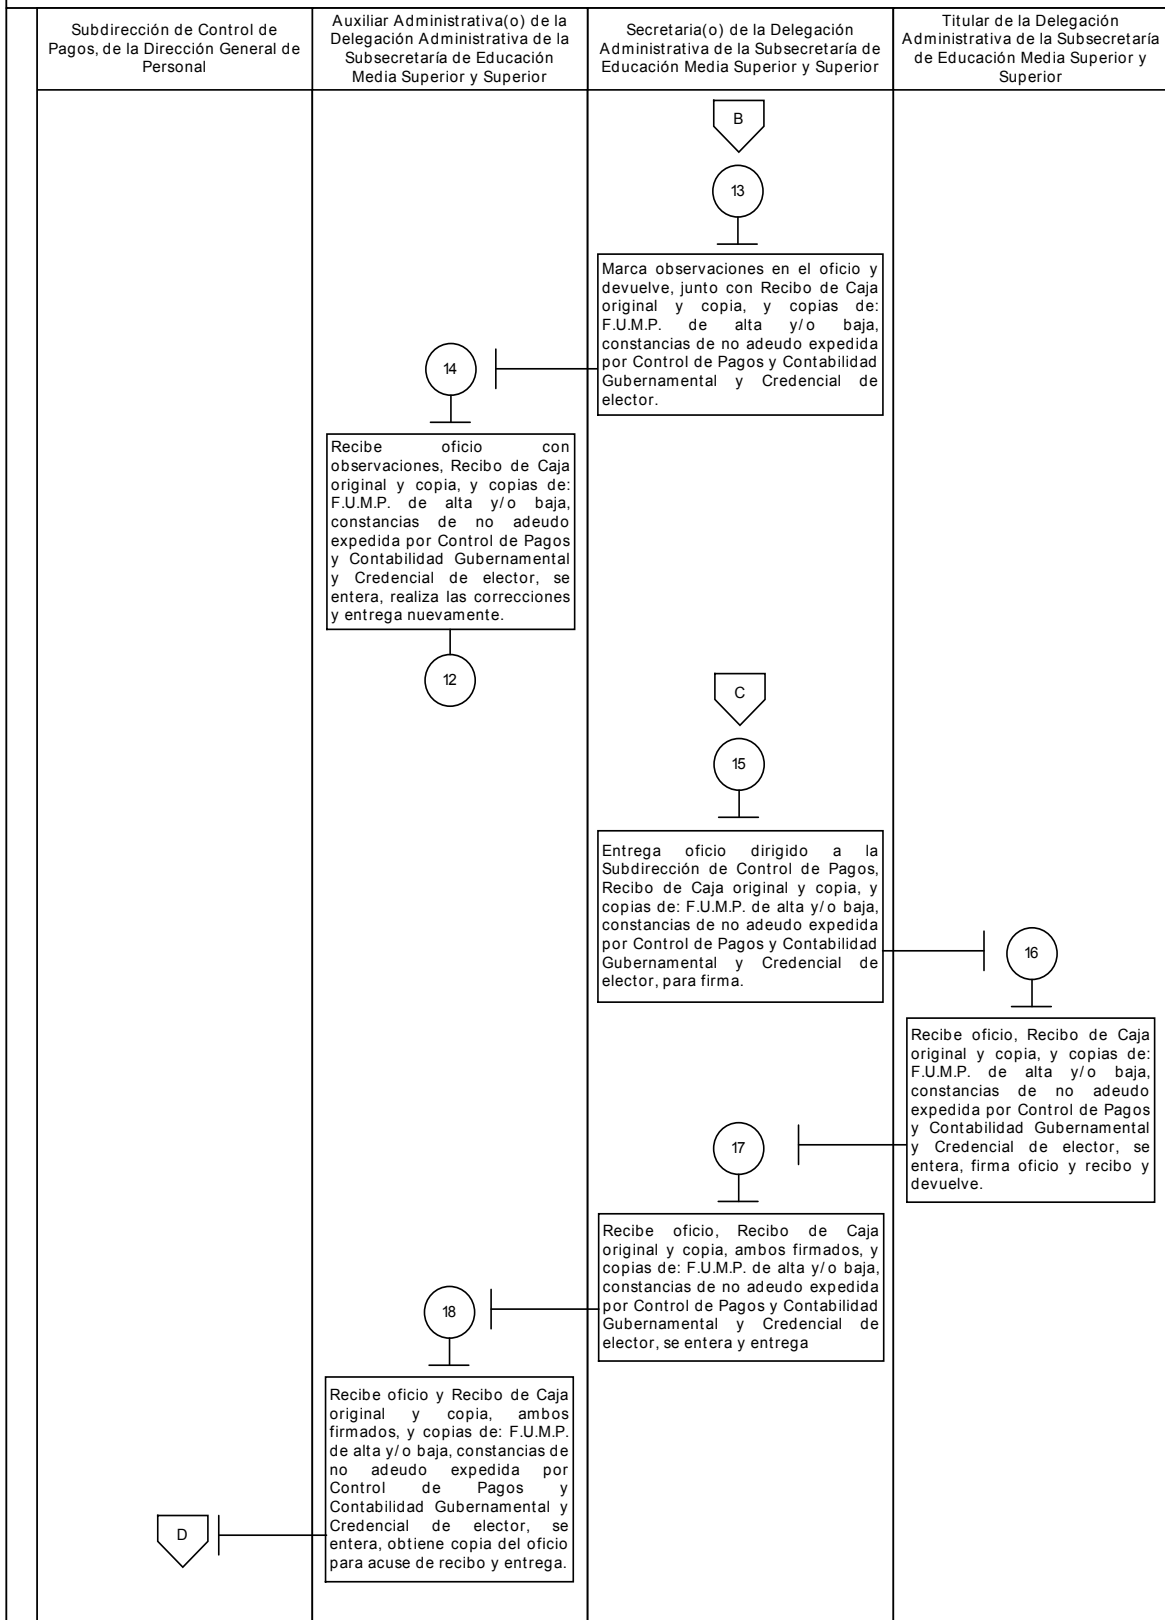 Subdirección de Control de
Pagos, de la Dirección General de
Personal
Auxiliar Administrativa(o) de la
Delegación Administrativa de la
Subsecretaría de Educación
Media Superior y Superior
Secretaria(o) de la Delegación
Administrativa de la Subsecretaría de
Educación Media Superior y Superior
Titular de la Delegación
Administrativa de la Subsecretaría
de Educación Media Superior y
Superior
B
13
Marca observaciones en el oficio y
devuelve, junto con Recibo de Caja
original y copia, y copias de:
F.U.M.P. de alta y/o baja,
constancias de no adeudo expedida
por Control de Pagos y Contabilidad
Gubernamental y Credencial de
elector.
14
Recibe oficio con
observaciones, Recibo de Caja
original y copia, y copias de:
F.U.M.P. de alta y/o baja,
constancias de no adeudo
expedida por Control de Pagos
y Contabilidad Gubernamental
y Credencial de elector, se
entera, realiza las correcciones
y entrega nuevamente.
12
C
15
Entrega oficio dirigido a la
Subdirección de Control de Pagos,
Recibo de Caja original y copia, y
copias de: F.U.M.P. de alta y/o baja,
constancias de no adeudo expedida
por Control de Pagos y Contabilidad
Gubernamental y Credencial de
elector, para firma.
16
Recibe oficio, Recibo de Caja
original y copia, y copias de:
F.U.M.P. de alta y/o baja,
constancias de no adeudo
expedida por Control de Pagos
y Contabilidad Gubernamental
y Credencial de elector, se
entera, firma oficio y recibo y
devuelve.
17
Recibe oficio, Recibo de Caja
original y copia, ambos firmados, y
copias de: F.U.M.P. de alta y/o baja,
constancias de no adeudo expedida
por Control de Pagos y Contabilidad
Gubernamental y Credencial de
elector, se entera y entrega
18
Recibe oficio y Recibo de Caja
original y copia, ambos
firmados, y copias de: F.U.M.P.
de alta y/o baja, constancias de
no adeudo expedida por
Control de Pagos y
Contabilidad Gubernamental y
Credencial de elector, se
entera, obtiene copia del oficio
para acuse de recibo y entrega.
D